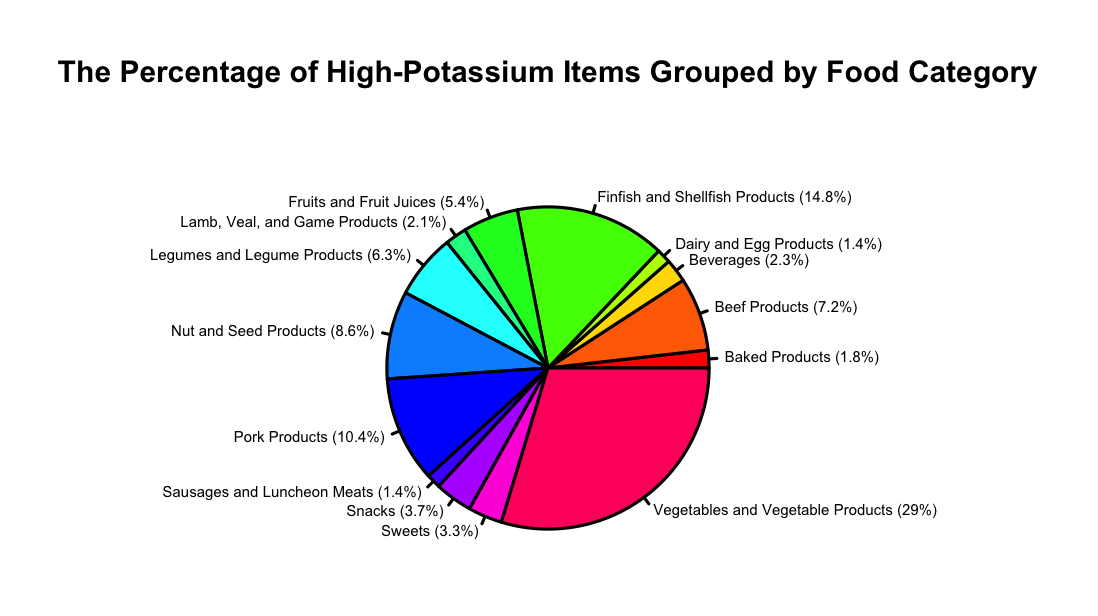 The Percentage of High-Potassium Items Grouped by Food Category
Finfish and Shellfish Products (14.8%)
Fruits and Fruit Juices (5.4%)
Lamb, Veal, and Game Products (2.1%)
Dairy and Egg Products (1.4%)
Legumes and Legume Products (6.3%)
Beverages (2.3%)
Beef Products (7.2%)
Nut and Seed Products (8.6%)
Baked Products (1.8%)
Pork Products (10.4%)
Sausages and Luncheon Meats (1.4%)
Snacks (3.7%)
Vegetables and Vegetable Products (29%)
Sweets (3.3%)